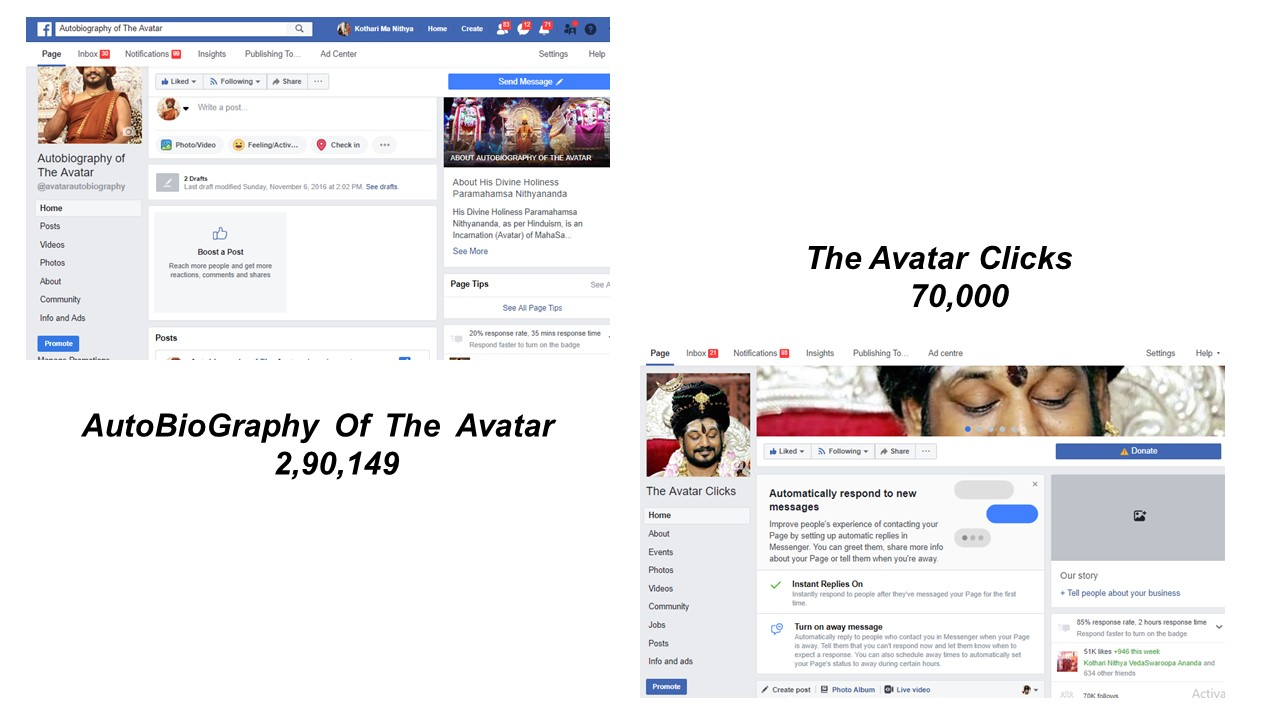 Autobiography of The Avatar
Kothari Ma Nithya Home Create 83 12 71
Page Inbox 30 Notifications 99 Insights Publishing To... Ad Center Settings Help
Liked Following Share ...
Send Message
Write a post...
Photo/Video Feeling/Activ... Check in ...
Autobiography of
The Avatar
@avatarautobiography
Home
Posts
Videos
Photos
About
Community
Info and Ads
Promote
Manage Promotions
2 Drafts
Last draft modified Sunday, November 6, 2016 at 2:02 PM. See drafts.
Boost a Post
Reach more people and get more
reactions, comments and shares
Posts
ABOUT AUTOBIOGRAPHY OF THE AVATAR
About His Divine Holiness
Paramahamsa Nithyananda
His Divine Holiness Paramahamsa
Nithyananda, as per Hinduism, is an
Incarnation (Avatar) of MahaSa...
See More
Page Tips See A
See All Page Tips
20% response rate, 35 mins response time
Respond faster to turn on the badge
AutoBioGraphy Of The Avatar
2,90,149
The Avatar Clicks
70,000
Page Inbox 21 Notifications 88 Insights Publishing To... Ad centre Settings Help
Liked Following Share ...
Donate
The Avatar Clicks
Home
About
Events
Photos
Videos
Community
Jobs
Posts
Info and ads
Promote
Automatically respond to new
messages
Improve people's experience of contacting your
Page by setting up automatic replies in
Messenger. You can greet them, share more info
about your Page or tell them when you're away.
Instant Replies On
Instantly respond to people after they've messaged your Page for the first
time.
Turn on away message
Automatically reply to people who contact you in Messenger when your Page
is away. Tell them that you can't respond now and let them know when to
expect a response. You can also schedule away times to automatically set
your Page's status to away during certain hours.
Create post Photo Album Live video
Our story
+ Tell people about your business
85% response rate, 2 hours response time
Respond faster to turn on the badge
51K likes +946 this week
Kothari Nithya VedaSwaroopa Ananda and
634 other friends
70K follows
Activa